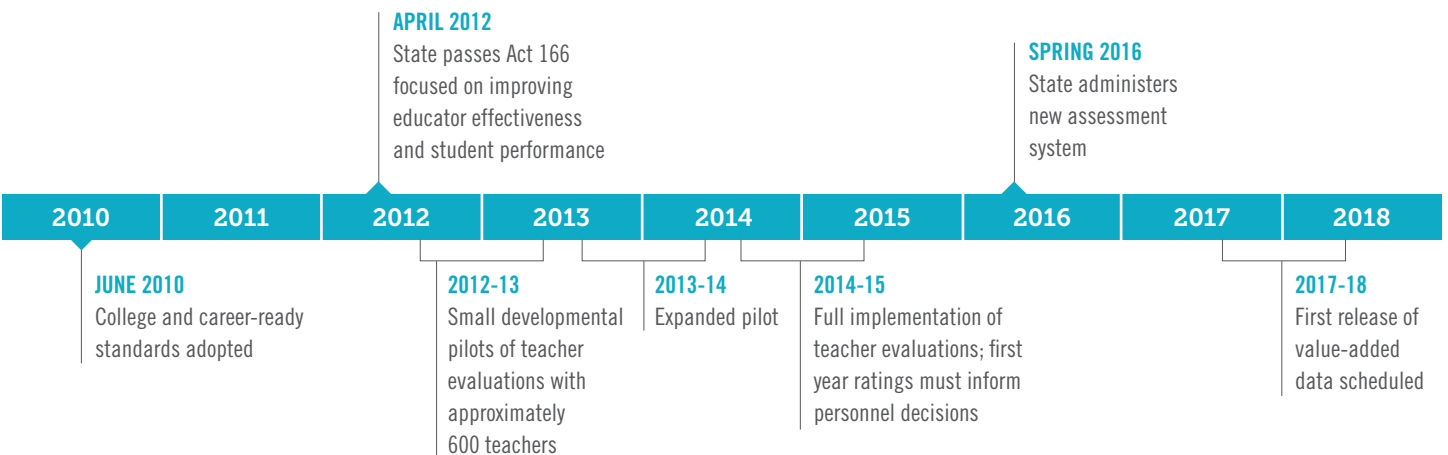 APRIL 2012
State passes Act 166
focused on improving
educator effectiveness
and student performance
SPRING 2016
State administers
new assessment
system
2010
2011
2012
2013
2014
2015
2016
2017
2018
JUNE 2010
College and career-ready
standards adopted
2012-13
Small developmental
pilots of teacher
evaluations with
approximately
600 teachers
2013-14
Expanded pilot
2014-15
Full implementation of
teacher evaluations; first
year ratings must inform
personnel decisions
2017-18
First release of
value-added
data scheduled